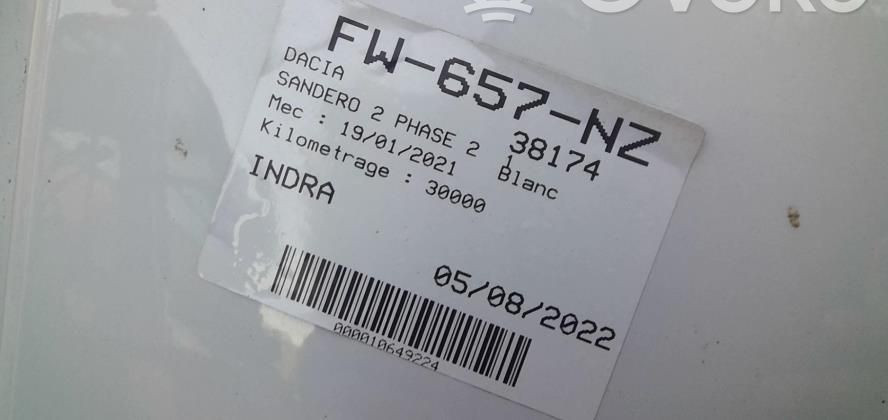 FW-657-NZ
DACIA
38174
SANDERO 2 PHASE 2 1
Mec : 19/01/2021 Blanc
Kilometrage : 30000
INDRA
05/08/2022
000010649224